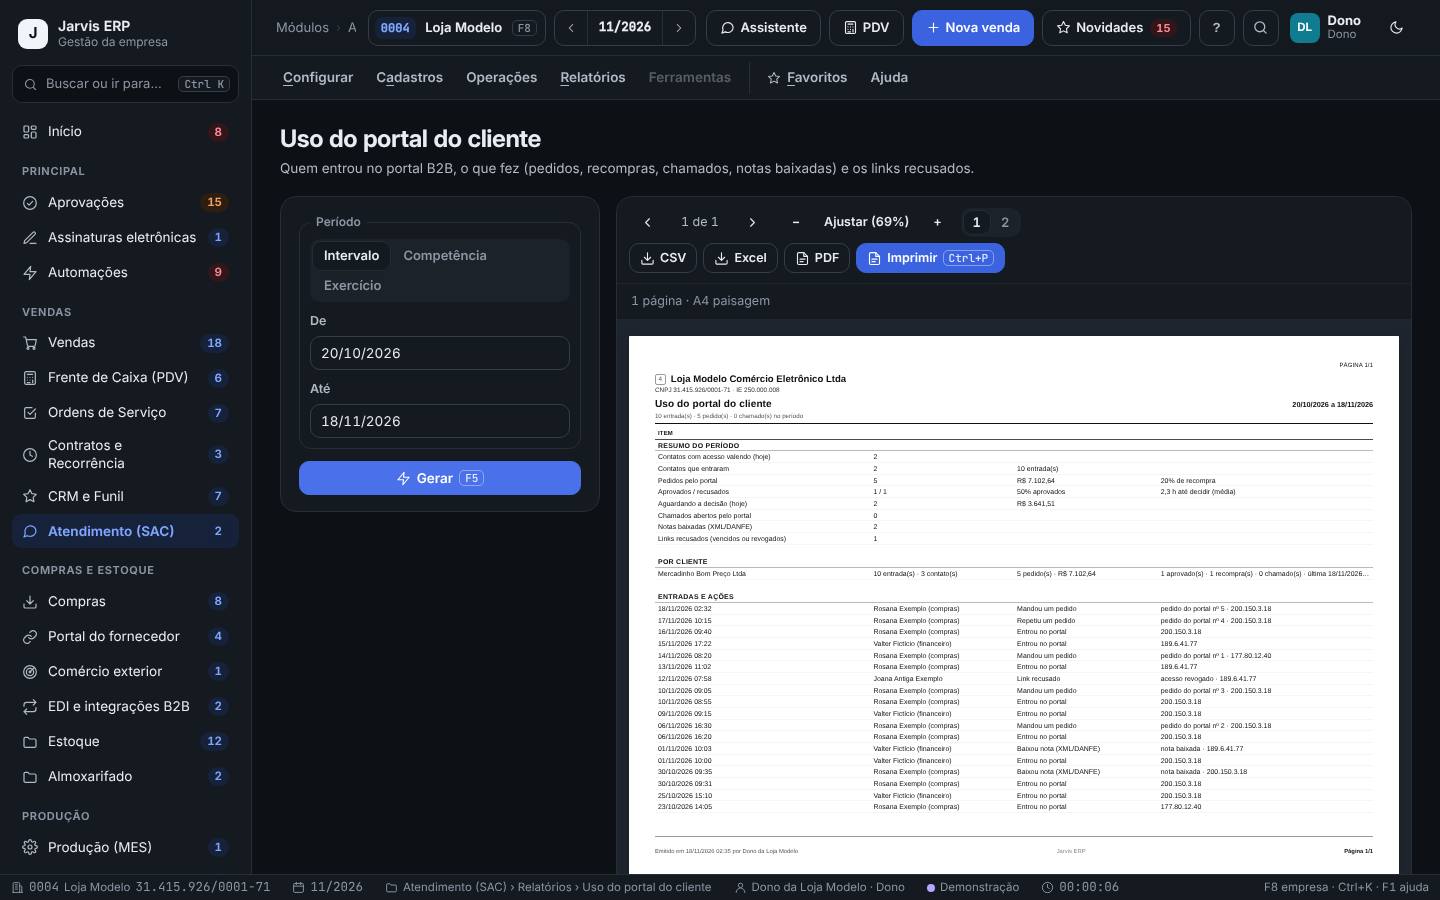 J
Jarvis ERP
Gestão da empresa
Buscar ou ir para... Ctrl K
Início 8
PRINCIPAL
Aprovações 15
Assinaturas eletrônicas 1
Automações 9
VENDAS
Vendas 18
Frente de Caixa (PDV) 6
Ordens de Serviço 7
Contratos e
Recorrência 3
CRM e Funil 7
Atendimento (SAC) 2
COMPRAS E ESTOQUE
Compras 8
Portal do fornecedor 4
Comércio exterior 1
EDI e integrações B2B 2
Estoque 12
Almoxarifado 2
PRODUÇÃO
Produção (MES) 1
Módulos › A 0004 Loja Modelo F8 ‹ 11/2026 › Assistente PDV + Nova venda Novidades 15 ? DL Dono
Dono
Configurar Cadastros Operações Relatórios Ferramentas Favoritos Ajuda
Uso do portal do cliente
Quem entrou no portal B2B, o que fez (pedidos, recompras, chamados, notas baixadas) e os links recusados.
Período
Intervalo Competência
Exercício
De
20/10/2026
Até
18/11/2026
Gerar F5
‹ 1 de 1 › − Ajustar (69%) + 1 2
CSV Excel PDF Imprimir Ctrl+P
1 página · A4 paisagem
PÁGINA 1/1
4 Loja Modelo Comércio Eletrônico Ltda
CNPJ 31.415.926/0001-71 · IE 250.000.008
Uso do portal do cliente 20/10/2026 a 18/11/2026
10 entrada(s) · 5 pedido(s) · 0 chamado(s) no período
ITEM
RESUMO DO PERÍODO
Contatos com acesso valendo (hoje) 2
Contatos que entraram 2 10 entrada(s)
Pedidos pelo portal 5 R$ 7.102,64 20% de recompra
Aprovados / recusados 1 / 1 50% aprovados 2,3 h até decidir (média)
Aguardando a decisão (hoje) 2 R$ 3.641,51
Chamados abertos pelo portal 0
Notas baixadas (XML/DANFE) 2
Links recusados (vencidos ou revogados) 1
POR CLIENTE
Mercadinho Bom Preço Ltda 10 entrada(s) · 3 contato(s) 5 pedido(s) · R$ 7.102,64 1 aprovado(s) · 1 recompra(s) · 0 chamado(s) · última 18/11/2026...
ENTRADAS E AÇÕES
18/11/2026 02:32 Rosana Exemplo (compras) Mandou um pedido pedido do portal nº 5 · 200.150.3.18
17/11/2026 10:15 Rosana Exemplo (compras) Repetiu um pedido pedido do portal nº 4 · 200.150.3.18
16/11/2026 09:40 Rosana Exemplo (compras) Entrou no portal 200.150.3.18
15/11/2026 17:22 Valter Fictício (financeiro) Entrou no portal 189.6.41.77
14/11/2026 08:20 Rosana Exemplo (compras) Mandou um pedido pedido do portal nº 1 · 177.80.12.40
13/11/2026 11:02 Rosana Exemplo (compras) Entrou no portal 189.6.41.77
12/11/2026 07:58 Joana Antiga Exemplo Link recusado acesso revogado · 189.6.41.77
10/11/2026 09:05 Rosana Exemplo (compras) Mandou um pedido pedido do portal nº 3 · 200.150.3.18
10/11/2026 08:55 Rosana Exemplo (compras) Entrou no portal 200.150.3.18
09/11/2026 09:15 Valter Fictício (financeiro) Entrou no portal 200.150.3.18
06/11/2026 16:30 Rosana Exemplo (compras) Mandou um pedido pedido do portal nº 2 · 200.150.3.18
06/11/2026 16:20 Rosana Exemplo (compras) Entrou no portal 200.150.3.18
01/11/2026 10:03 Valter Fictício (financeiro) Baixou nota (XML/DANFE) nota baixada · 189.6.41.77
01/11/2026 10:00 Valter Fictício (financeiro) Entrou no portal 200.150.3.18
30/10/2026 09:35 Rosana Exemplo (compras) Baixou nota (XML/DANFE) nota baixada · 200.150.3.18
30/10/2026 09:31 Rosana Exemplo (compras) Entrou no portal 200.150.3.18
25/10/2026 15:10 Valter Fictício (financeiro) Entrou no portal 200.150.3.18
23/10/2026 14:05 Rosana Exemplo (compras) Entrou no portal 177.80.12.40
Emitido em 18/11/2026 02:35 por Dono da Loja Modelo Jarvis ERP Página 1/1
0004 Loja Modelo 31.415.926/0001-71 11/2026 Atendimento (SAC) › Relatórios › Uso do portal do cliente Dono da Loja Modelo · Dono Demonstração 00:00:06 F8 empresa · Ctrl+K · F1 ajuda